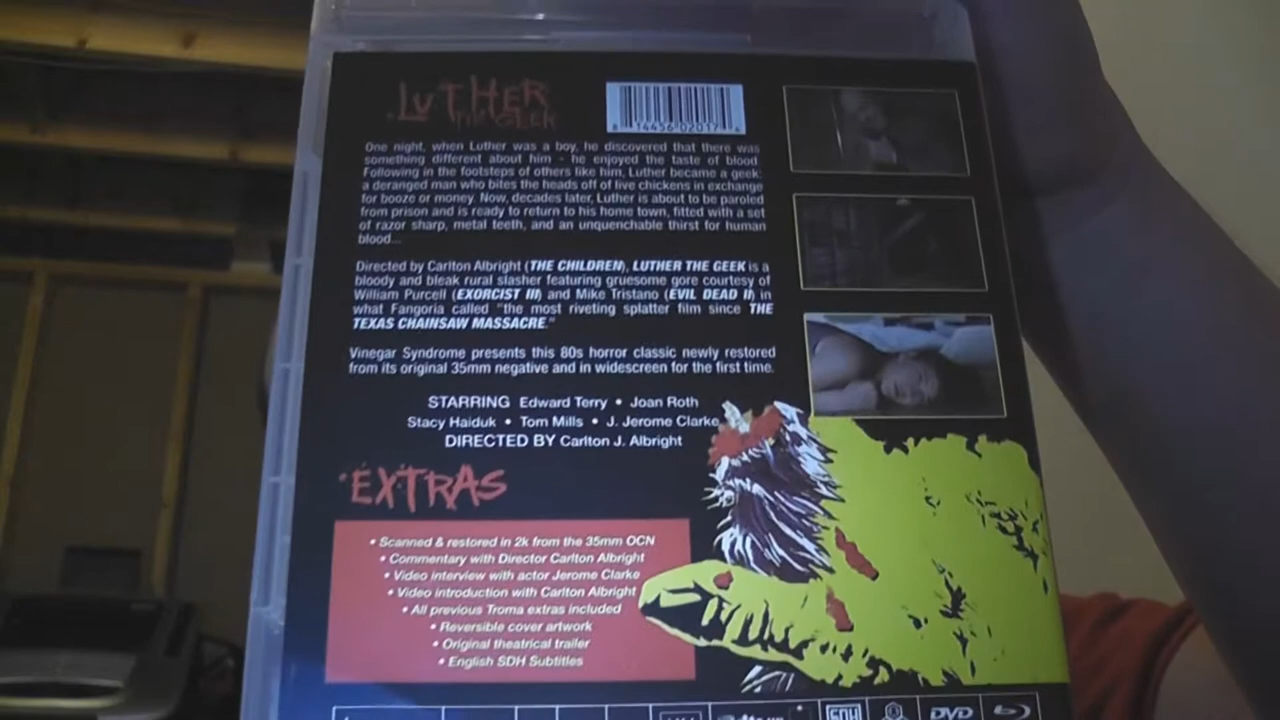 LUTHER
THE GEEK
8 14456 02017 4
One night, when Luther was a boy, he discovered that there was
something different about him - he enjoyed the taste of blood.
Following in the footsteps of others like him, Luther became a geek:
a deranged man who bites the heads off of live chickens in exchange
for booze or money. Now, decades later, Luther is about to be paroled
from prison and is ready to return to his home town, fitted with a set
of razor sharp, metal teeth, and an unquenchable thirst for human
blood...
Directed by Carlton Albright (THE CHILDREN), LUTHER THE GEEK is a
bloody and bleak rural slasher featuring gruesome gore courtesy of
William Purcell (EXORCIST III) and Mike Tristano (EVIL DEAD II) in
what Fangoria called "the most riveting splatter film since THE
TEXAS CHAINSAW MASSACRE."
Vinegar Syndrome presents this 80s horror classic newly restored
from its original 35mm negative and in widescreen for the first time.
STARRING Edward Terry • Joan Roth
Stacy Haiduk • Tom Mills • J. Jerome Clarke
DIRECTED BY Carlton J. Albright
EXTRAS
• Scanned & restored in 2k from the 35mm OCN
• Commentary with Director Carlton Albright
• Video interview with actor Jerome Clarke
• Video introduction with Carlton Albright
• All previous Troma extras included
• Reversible cover artwork
• Original theatrical trailer
• English SDH Subtitles
SDH DVD